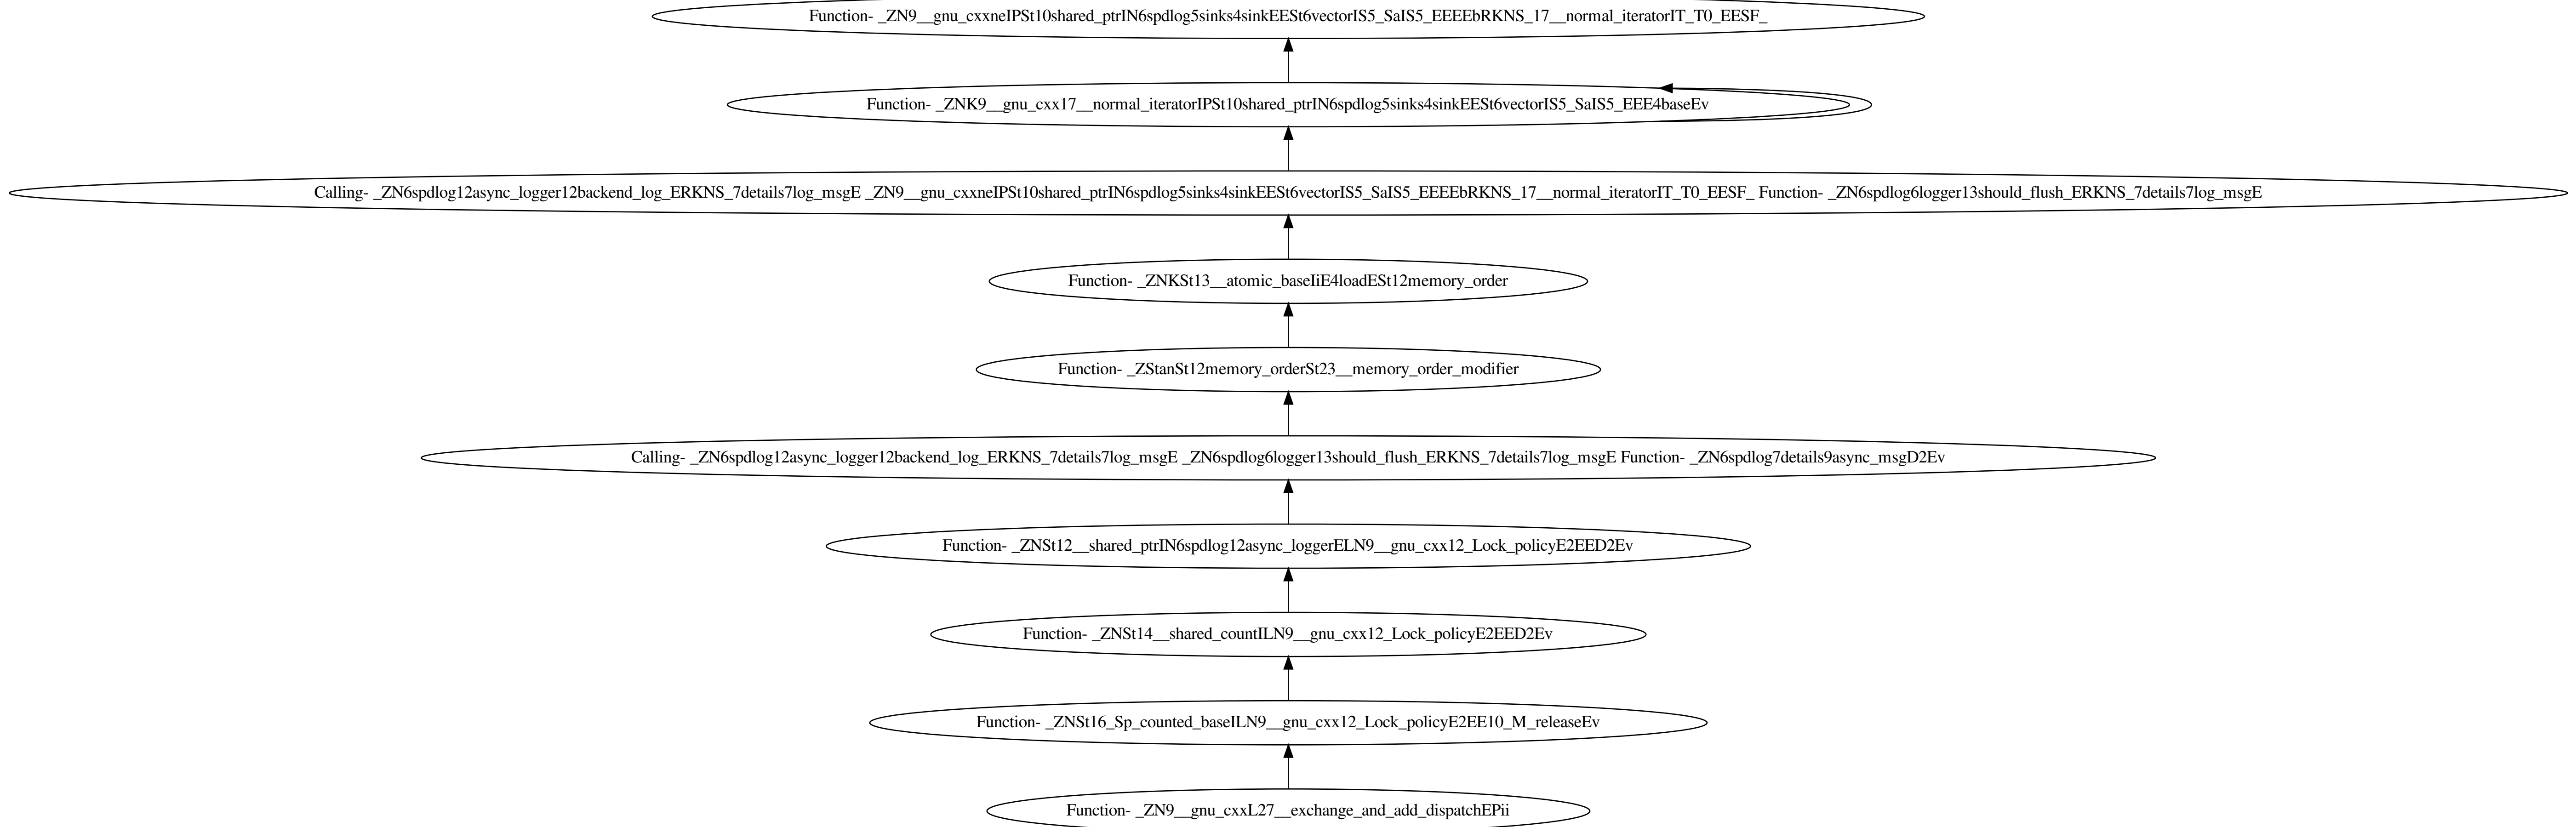 Function- _ZN9__gnu_cxxneIPSt10shared_ptrIN6spdlog5sinks4sinkEESt6vectorIS5_SaIS5_EEEEbRKNS_17__normal_iteratorIT_T0_EESF_
Function- _ZNK9__gnu_cxx17__normal_iteratorIPSt10shared_ptrIN6spdlog5sinks4sinkEESt6vectorIS5_SaIS5_EEE4baseEv
Calling- _ZN6spdlog12async_logger12backend_log_ERKNS_7details7log_msgE _ZN9__gnu_cxxneIPSt10shared_ptrIN6spdlog5sinks4sinkEESt6vectorIS5_SaIS5_EEEEbRKNS_17__normal_iteratorIT_T0_EESF_ Function- _ZN6spdlog6logger13should_flush_ERKNS_7details7log_msgE
Function- _ZNKSt13__atomic_baseIiE4loadESt12memory_order
Function- _ZStanSt12memory_orderSt23__memory_order_modifier
Calling- _ZN6spdlog12async_logger12backend_log_ERKNS_7details7log_msgE _ZN6spdlog6logger13should_flush_ERKNS_7details7log_msgE Function- _ZN6spdlog7details9async_msgD2Ev
Function- _ZNSt12__shared_ptrIN6spdlog12async_loggerELN9__gnu_cxx12_Lock_policyE2EED2Ev
Function- _ZNSt14__shared_countILN9__gnu_cxx12_Lock_policyE2EED2Ev
Function- _ZNSt16_Sp_counted_baseILN9__gnu_cxx12_Lock_policyE2EE10_M_releaseEv
Function- _ZN9__gnu_cxxL27__exchange_and_add_dispatchEPii